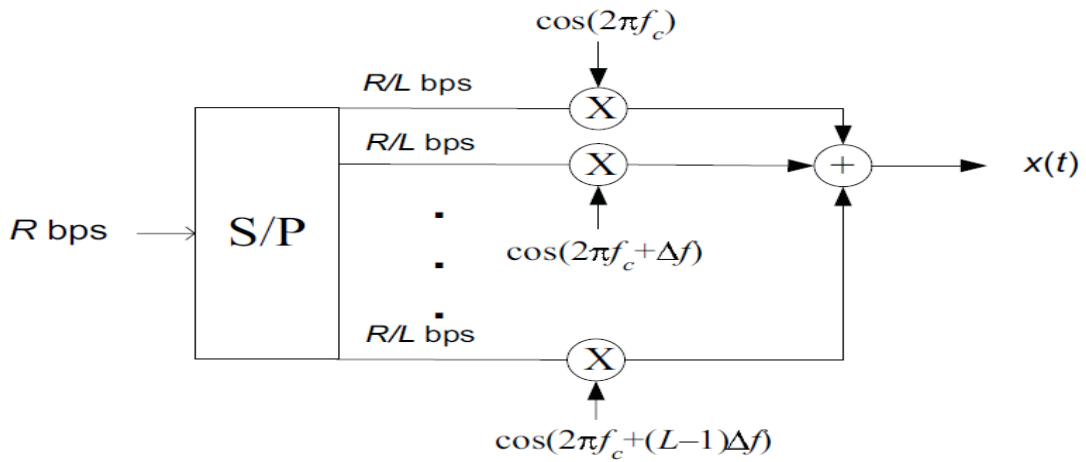 cos(2πf_c)
R/L bps
X
R/L bps
X
+
x(t)
R bps
S/P
cos(2πf_c+Δf)
R/L bps
X
cos(2πf_c+(L−1)Δf)